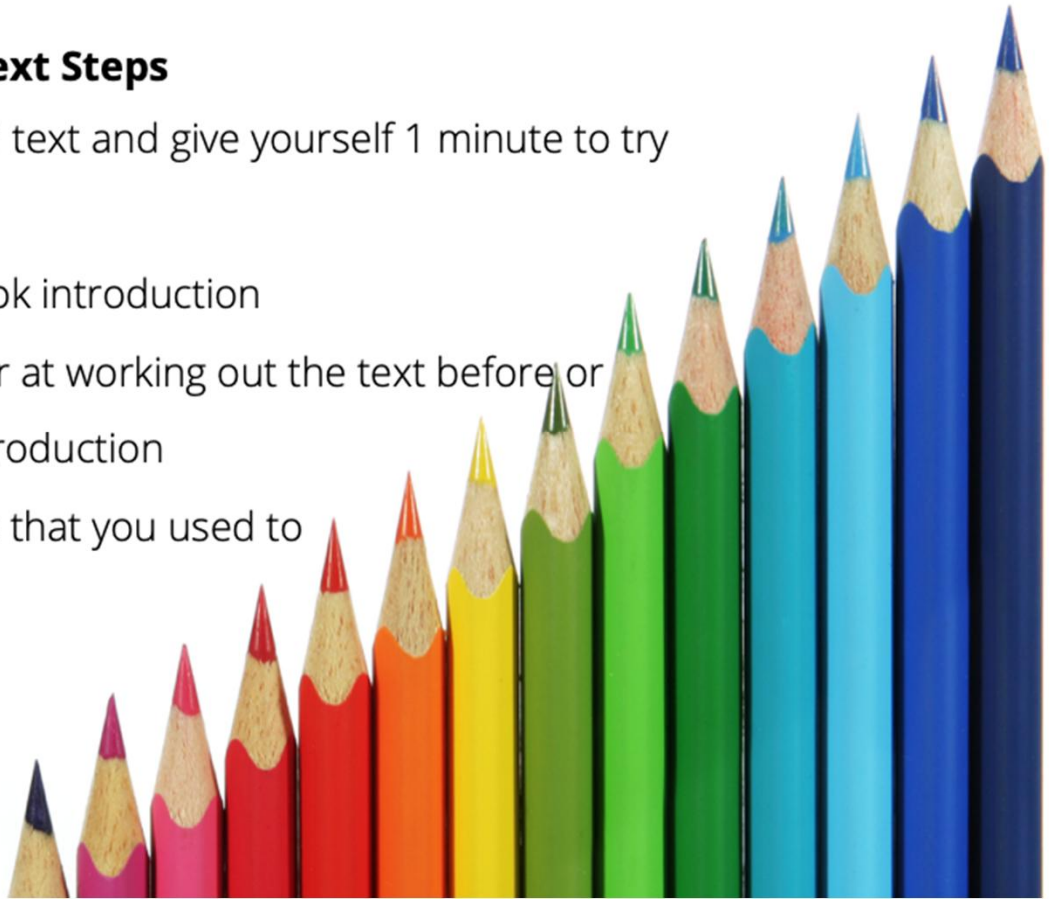 ext Steps
text and give yourself 1 minute to try
ok introduction
r at working out the text before or
roduction
that you used to